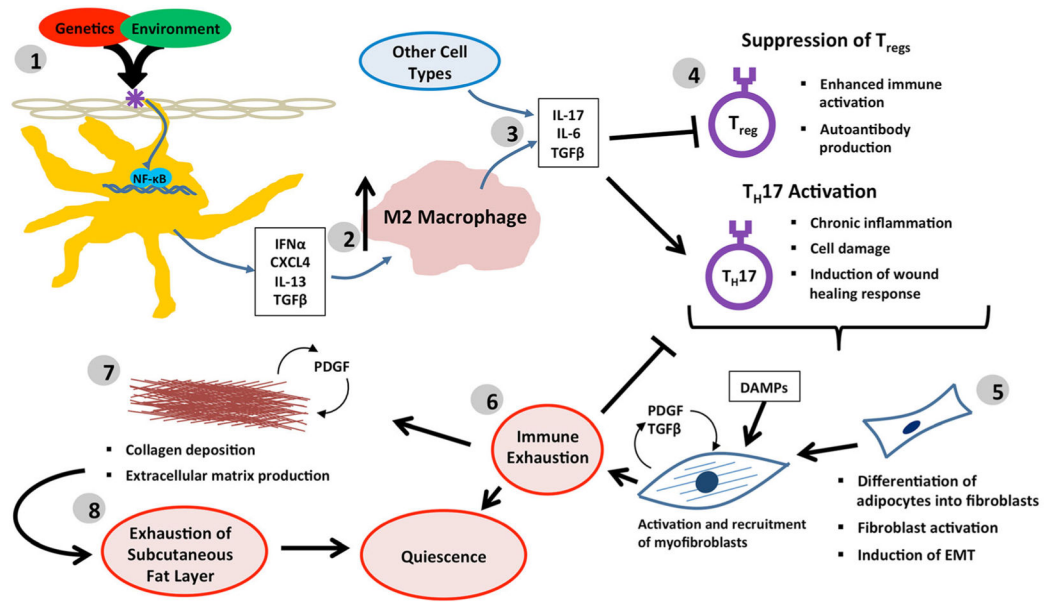 Genetics
Environment
1
NF-κB
IFNα
CXCL4
IL-13
TGFβ
2
M2 Macrophage
Other Cell
Types
3
IL-17
IL-6
TGFβ
Suppression of Tregs
4
Treg
▪ Enhanced immune
activation
▪ Autoantibody
production
TH17 Activation
TH17
▪ Chronic inflammation
▪ Cell damage
▪ Induction of wound
healing response
5
DAMPs
PDGF
TGFβ
Activation and recruitment
of myofibroblasts
▪ Differentiation of
adipocytes into fibroblasts
▪ Fibroblast activation
▪ Induction of EMT
6
Immune
Exhaustion
7
PDGF
▪ Collagen deposition
▪ Extracellular matrix production
8
Exhaustion of
Subcutaneous
Fat Layer
Quiescence